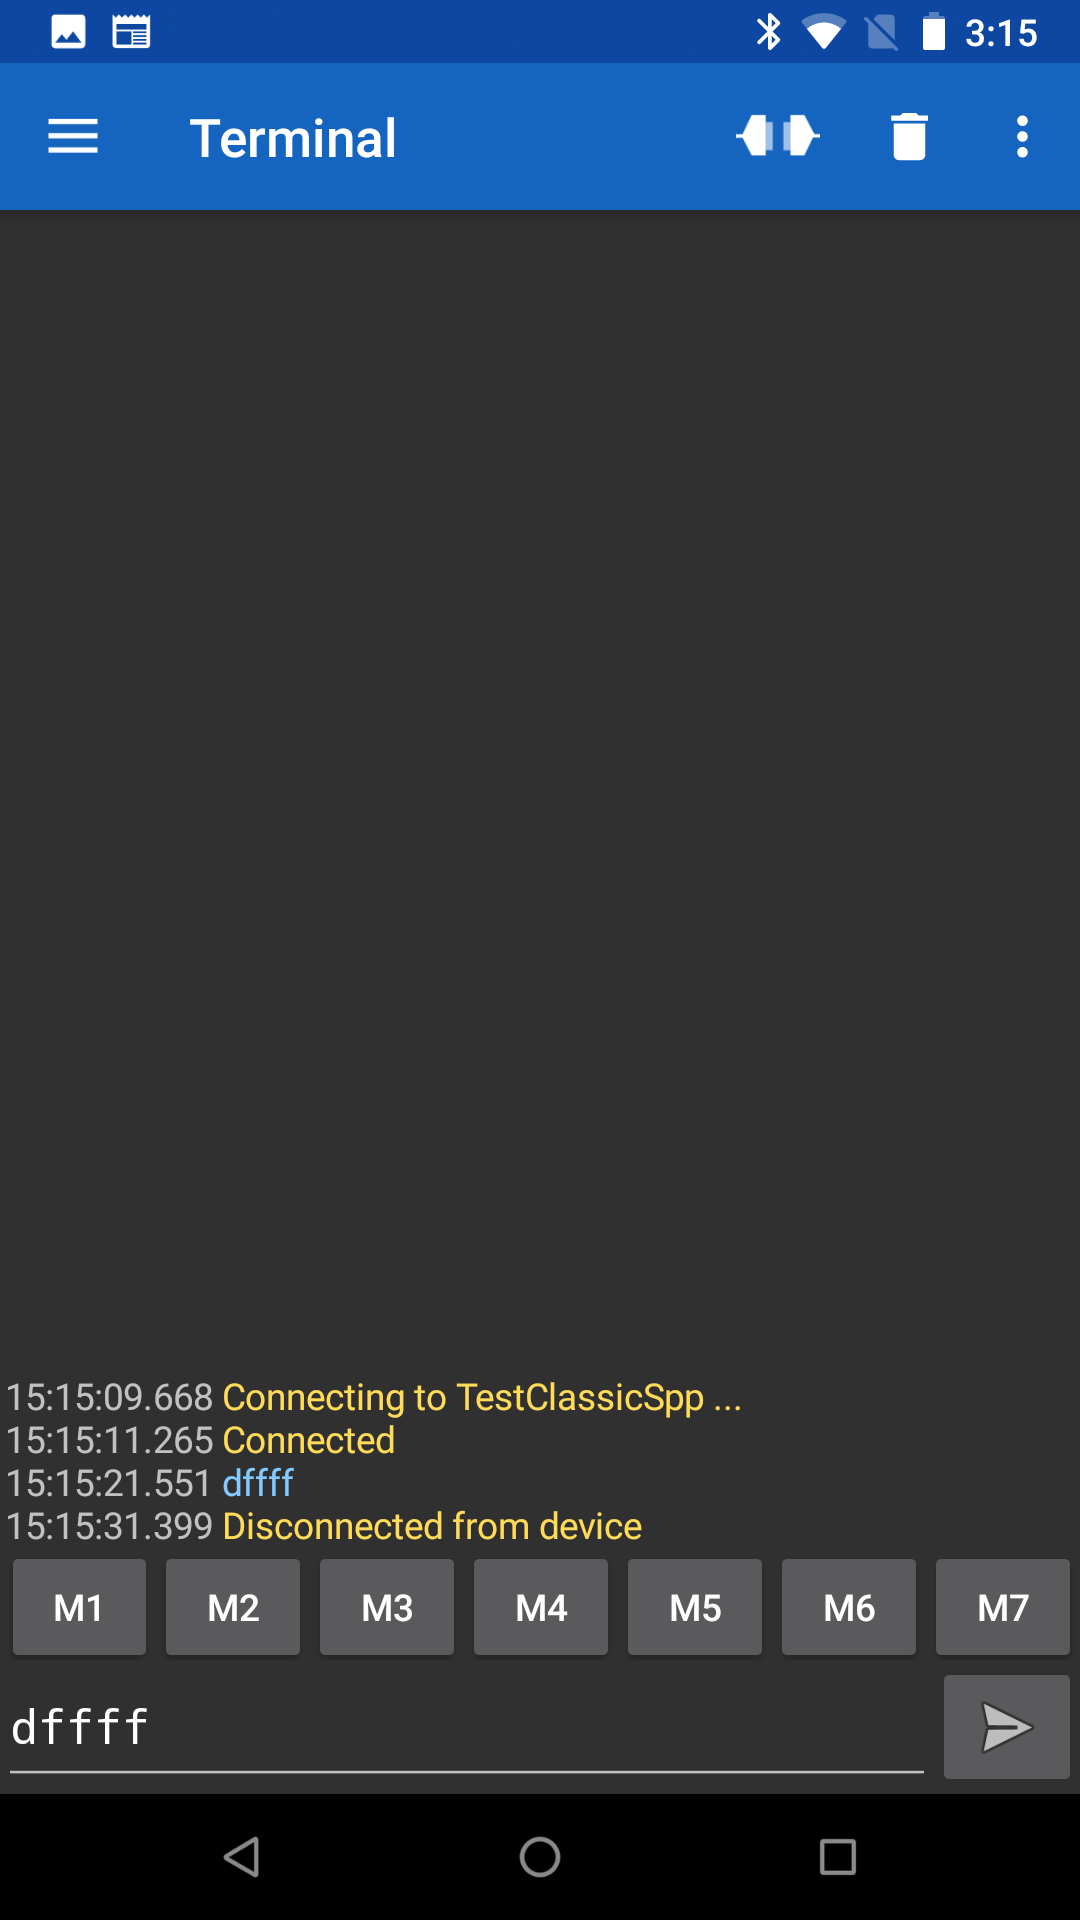 3:15
Terminal
15:15:09.668 Connecting to TestClassicSpp ...
15:15:11.265 Connected
15:15:21.551 dffff
15:15:31.399 Disconnected from device
M1 M2 M3 M4 M5 M6 M7
dffff